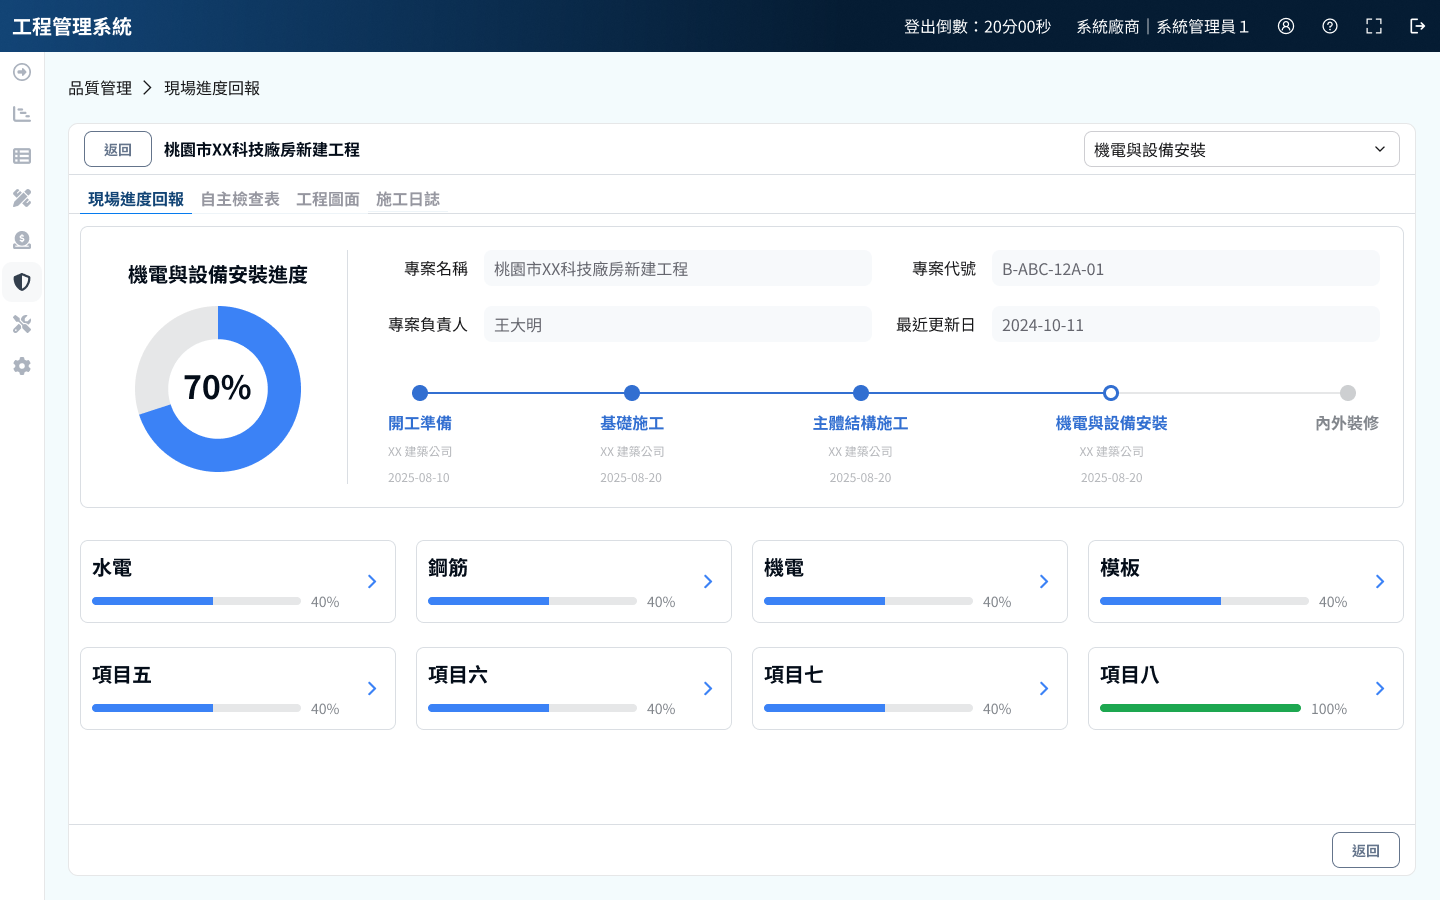 工程管理系統
登出倒數：20分00秒
系統廠商｜系統管理員１
品質管理
現場進度回報
返回
桃園市XX科技廠房新建工程
機電與設備安裝
現場進度回報
自主檢查表
工程圖面
施工日誌
機電與設備安裝進度
70%
專案名稱
桃園市XX科技廠房新建工程
專案代號
B-ABC-12A-01
專案負責人
王大明
最近更新日
2024-10-11
開工準備
XX 建築公司
2025-08-10
基礎施工
XX 建築公司
2025-08-20
主體結構施工
XX 建築公司
2025-08-20
機電與設備安裝
XX 建築公司
2025-08-20
內外裝修
水電
40%
鋼筋
40%
機電
40%
模板
40%
項目五
40%
項目六
40%
項目七
40%
項目八
100%
返回